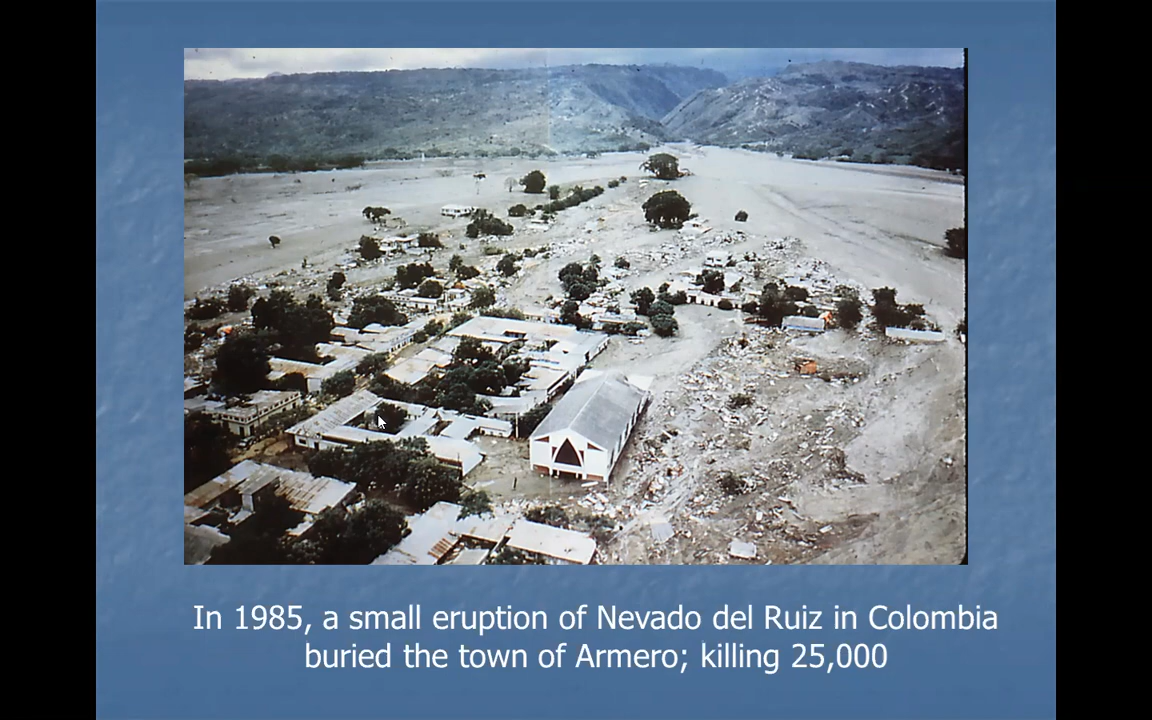 In 1985, a small eruption of Nevado del Ruiz in Colombia
buried the town of Armero; killing 25,000